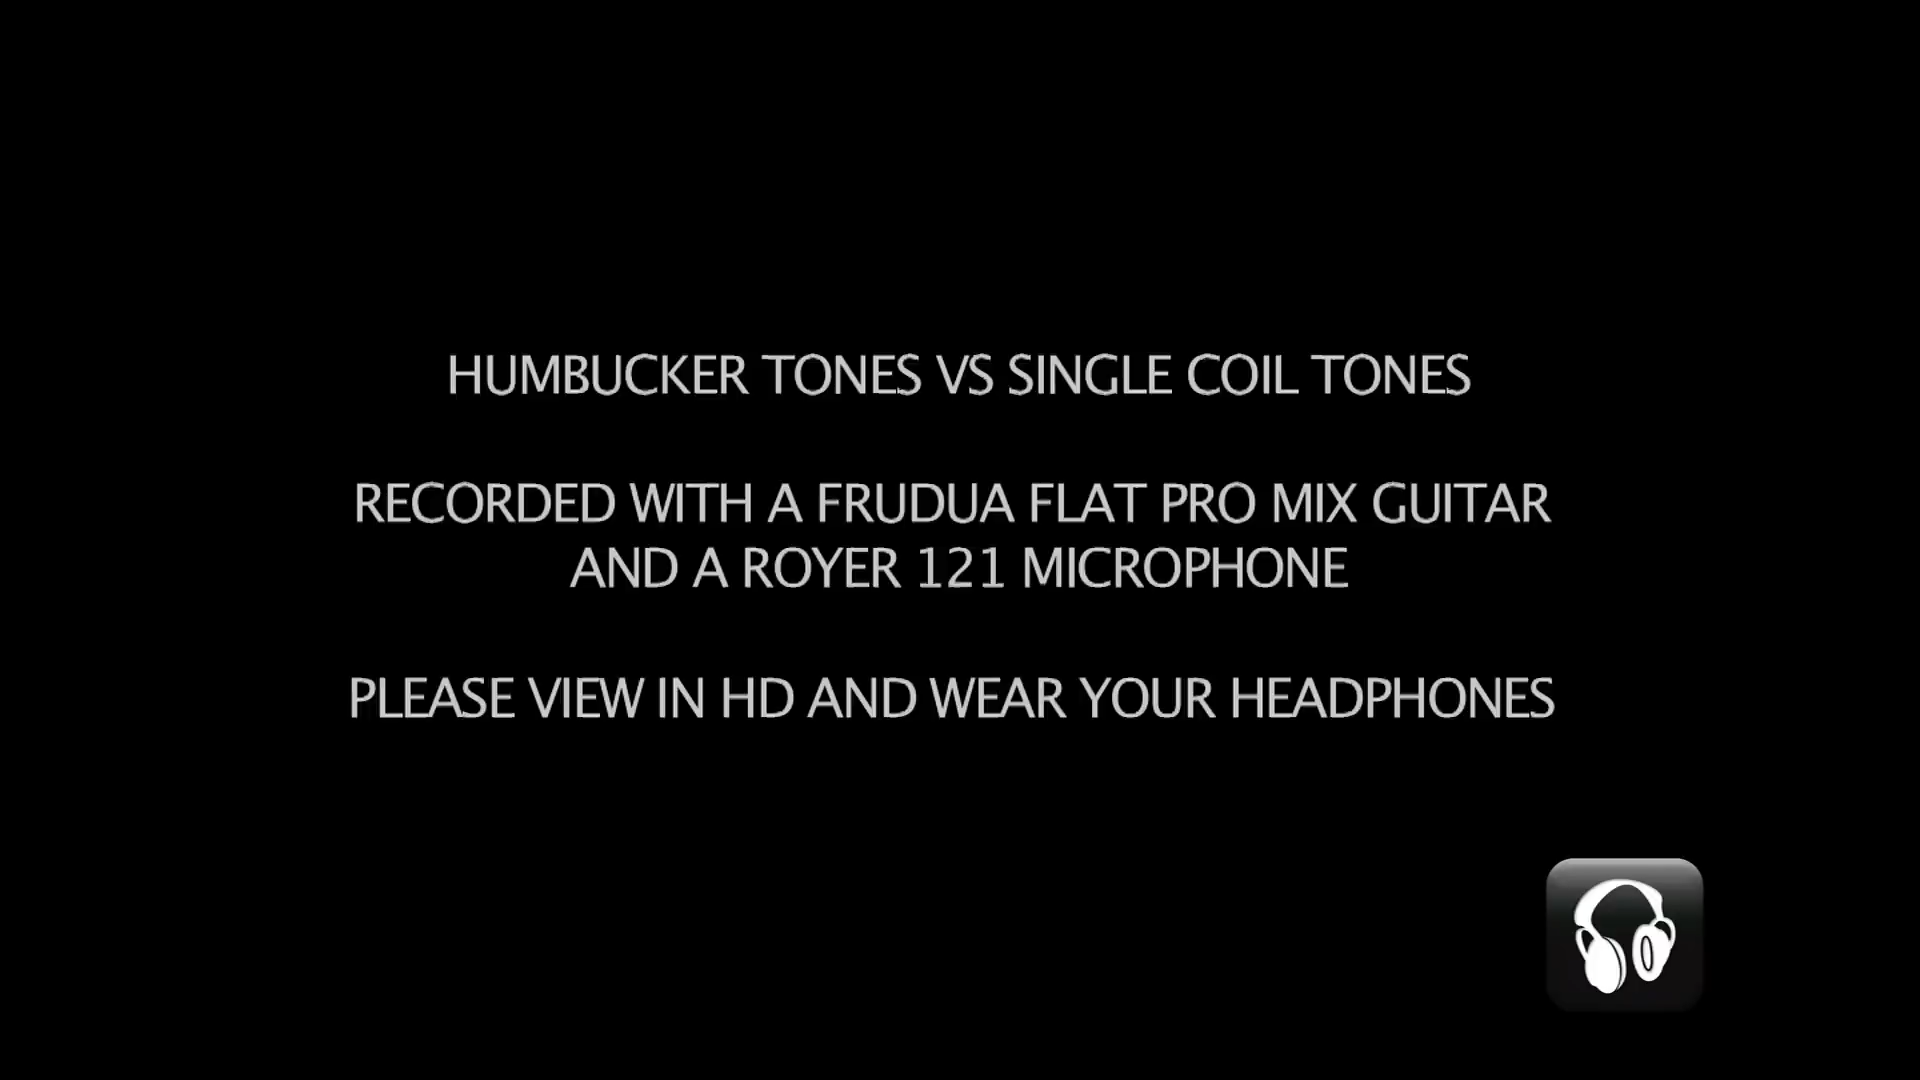 HUMBUCKER TONES VS SINGLE COIL TONES
RECORDED WITH A FRUDUA FLAT PRO MIX GUITAR
AND A ROYER 121 MICROPHONE
PLEASE VIEW IN HD AND WEAR YOUR HEADPHONES